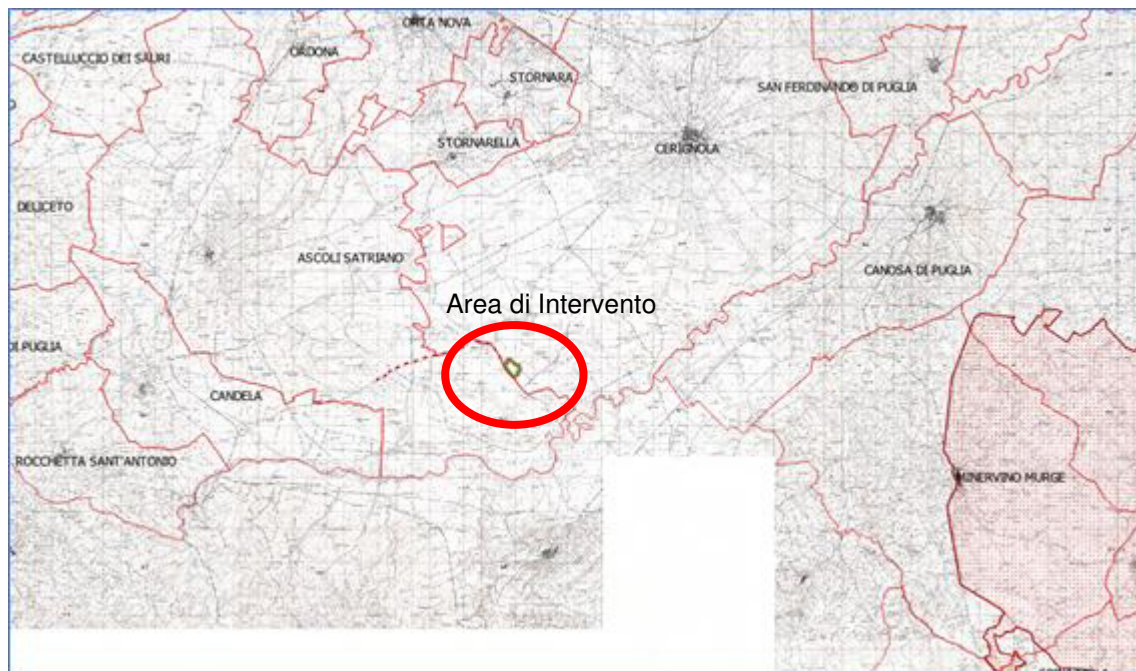 ORTA NOVA
ORDONA
CASTELLUCCIO DEI SAURI
STORNARA
SAN FERDINANDO DI PUGLIA
STORNARELLA
CERIGNOLA
DELICETO
ASCOLI SATRIANO
CANOSA DI PUGLIA
Area di Intervento
DI PUGLIA
CANDELA
ROCCHETTA SANT'ANTONIO
MINERVINO MURGE